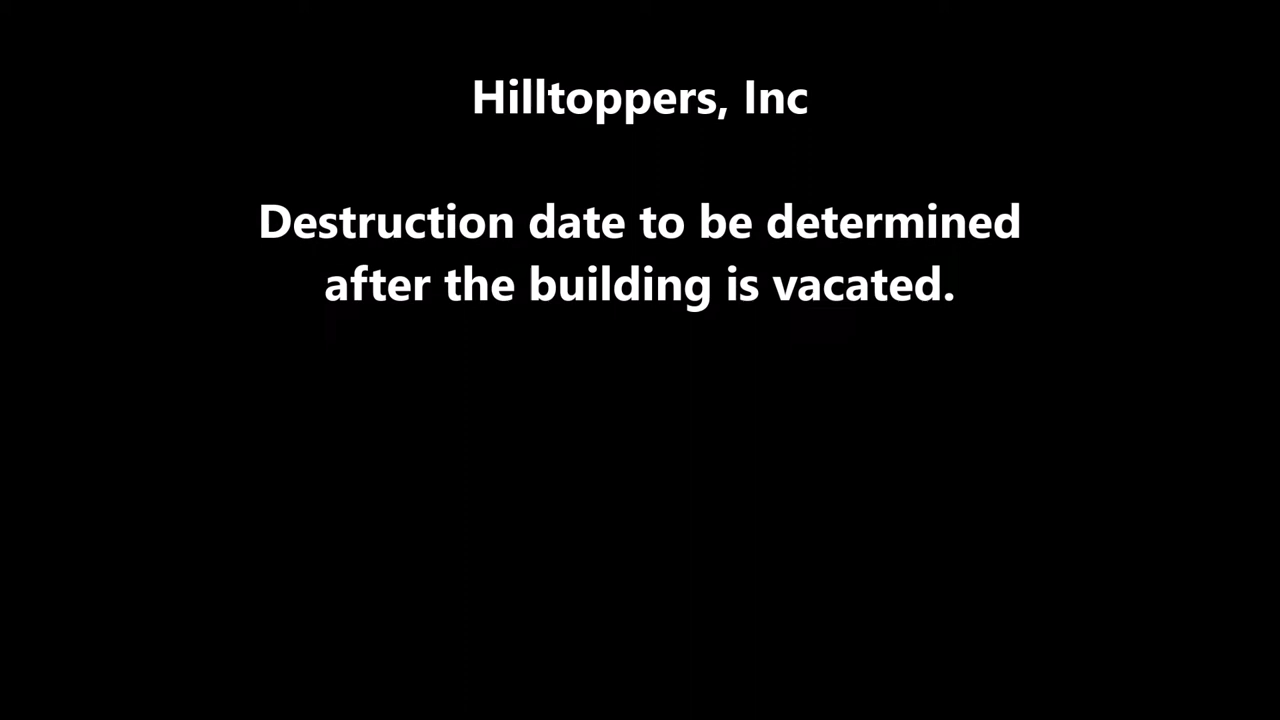 Hilltoppers, Inc
Destruction date to be determined
after the building is vacated.